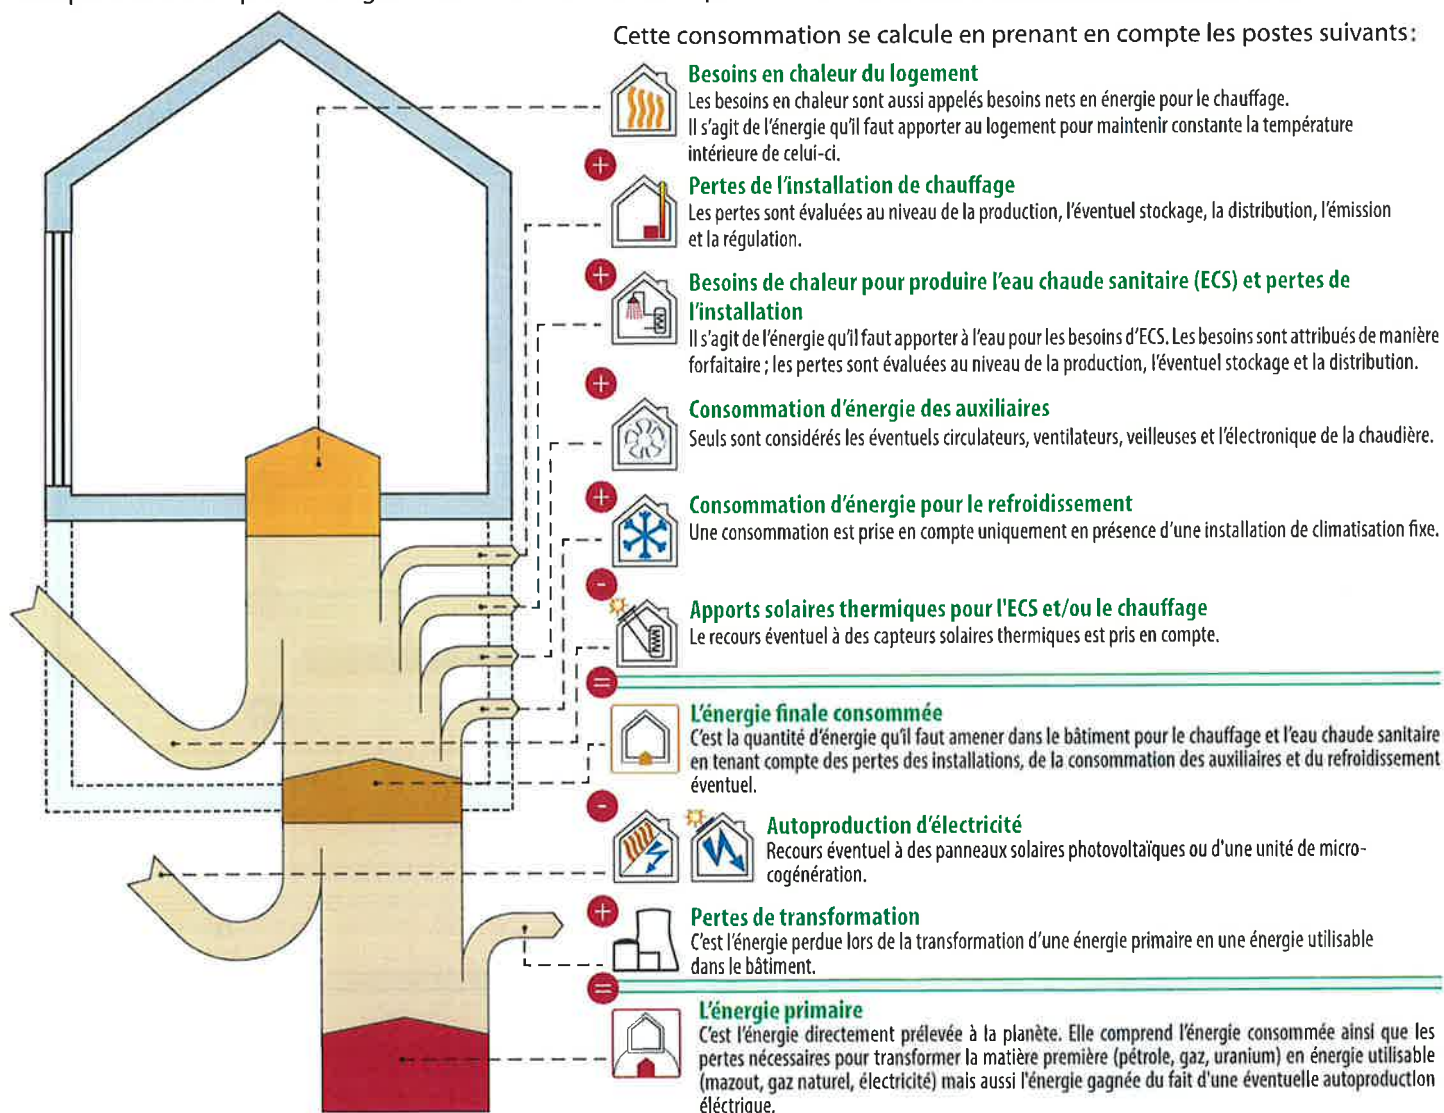 Cette consommation se calcule en prenant en compte les postes suivants :
Besoins en chaleur du logement
Les besoins en chaleur sont aussi appelés besoins nets en énergie pour le chauffage.
Il s'agit de l'énergie qu'il faut apporter au logement pour maintenir constante la température
intérieure de celui-ci.
+
Pertes de l'installation de chauffage
Les pertes sont évaluées au niveau de la production, l'éventuel stockage, la distribution, l'émission
et la régulation.
+
Besoins de chaleur pour produire l'eau chaude sanitaire (ECS) et pertes de
l'installation
Il s'agit de l'énergie qu'il faut apporter à l'eau pour les besoins d'ECS. Les besoins sont attribués de manière
forfaitaire ; les pertes sont évaluées au niveau de la production, l'éventuel stockage et la distribution.
+
Consommation d'énergie des auxiliaires
Seuls sont considérés les éventuels circulateurs, ventilateurs, veilleuses et l'électronique de la chaudière.
+
Consommation d'énergie pour le refroidissement
Une consommation est prise en compte uniquement en présence d'une installation de climatisation fixe.
-
Apports solaires thermiques pour l'ECS et/ou le chauffage
Le recours éventuel à des capteurs solaires thermiques est pris en compte.
=
L'énergie finale consommée
C'est la quantité d'énergie qu'il faut amener dans le bâtiment pour le chauffage et l'eau chaude sanitaire
en tenant compte des pertes des installations, de la consommation des auxiliaires et du refroidissement
éventuel.
-
Autoproduction d'électricité
Recours éventuel à des panneaux solaires photovoltaïques ou d'une unité de micro-
cogénération.
+
Pertes de transformation
C'est l'énergie perdue lors de la transformation d'une énergie primaire en une énergie utilisable
dans le bâtiment.
=
L'énergie primaire
C'est l'énergie directement prélevée à la planète. Elle comprend l'énergie consommée ainsi que les
pertes nécessaires pour transformer la matière première (pétrole, gaz, uranium) en énergie utilisable
(mazout, gaz naturel, électricité) mais aussi l'énergie gagnée du fait d'une éventuelle autoproduction
éléctrique.